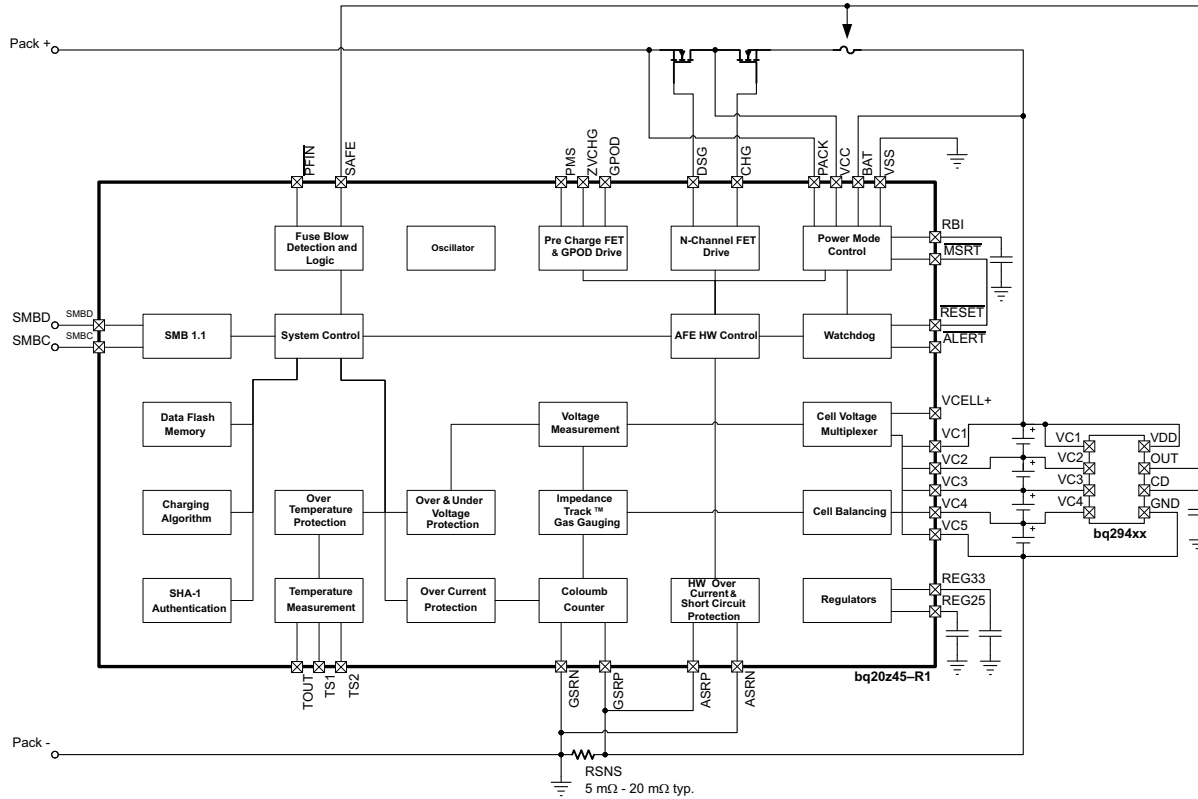 Pack +
PFIN
SAFE
PMS
ZVCHG
GPOD
DSG
CHG
PACK
VCC
BAT
VSS
Fuse Blow
Detection and
Logic
Oscillator
Pre Charge FET
& GPOD Drive
N-Channel FET
Drive
Power Mode
Control
RBI
MSRT
SMBD
SMBD
SMBC
SMBC
SMB 1.1
System Control
AFE HW Control
Watchdog
RESET
ALERT
Data Flash
Memory
Voltage
Measurement
Cell Voltage
Multiplexer
VCELL+
VC1
VC2
VC3
VC4
VC5
VC1
VC2
VC3
VC4
VDD
OUT
CD
GND
bq294xx
+
+
+
+
Charging
Algorithm
Over
Temperature
Protection
Over & Under
Voltage
Protection
Impedance
Track ™
Gas Gauging
Cell Balancing
SHA-1
Authentication
Temperature
Measurement
Over Current
Protection
Coloumb
Counter
HW Over
Current &
Short Circuit
Protection
Regulators
REG33
REG25
TOUT
TS1
TS2
GSRN
GSRP
ASRP
ASRN
bq20z45–R1
Pack -
RSNS
5 mΩ - 20 mΩ typ.